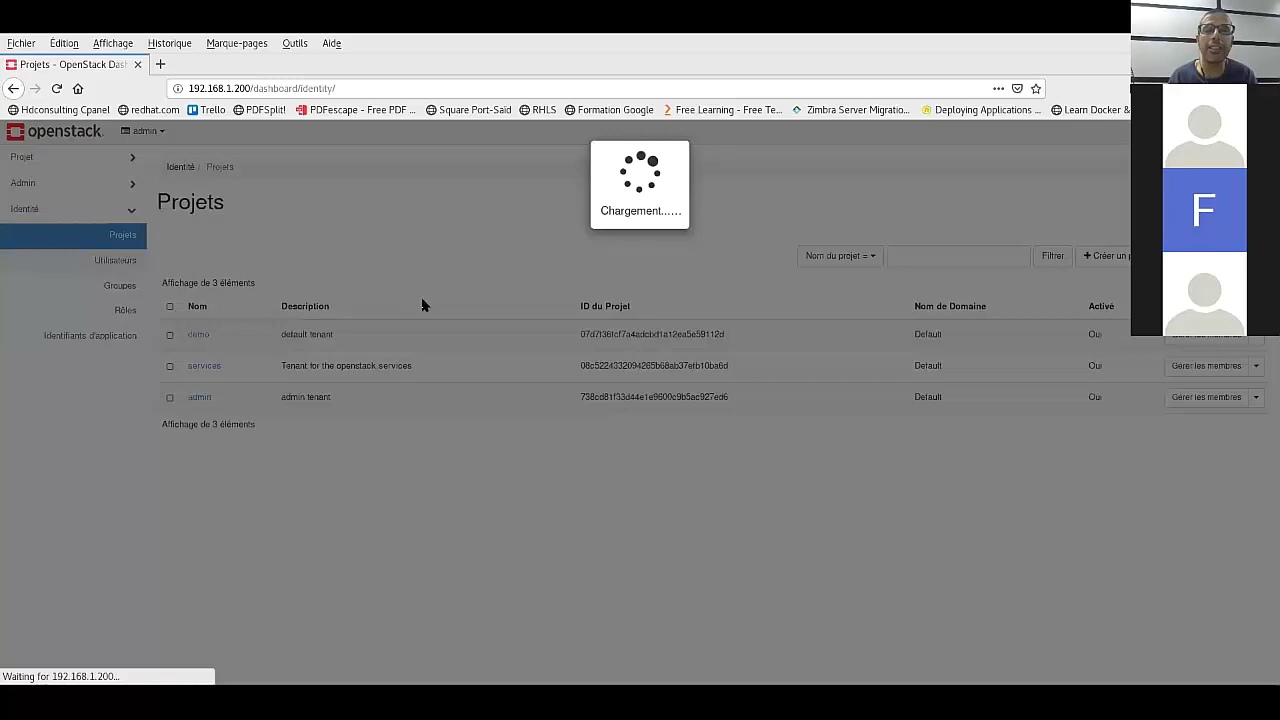 Fichier Édition Affichage Historique Marque-pages Outils Aide
Projets - OpenStack Das
192.168.1.200/dashboard/identity/
Hdconsulting Cpanel redhat.com Trello PDFSplit! PDFescape - Free PDF ... Square Port-Saïd RHLS Formation Google Free Learning - Free Te... Zimbra Server Migratio... Deploying Applications ... Learn Docker &
openstack. admin
Projet
Admin
Identité
Projets
Utilisateurs
Groupes
Rôles
Identifiants d'application
Identité / Projets
Projets
Chargement......
Nom du projet = Filtrer + Créer un p
Affichage de 3 éléments
Nom Description ID du Projet Nom de Domaine Activé
demo default tenant Default Oui Gérer les membres
services Tenant for the openstack services Default Oui Gérer les membres
admin admin tenant 738cd81f33d44e1e9600c9b5ac927ed6 Default Oui Gérer les membres
Affichage de 3 éléments
Waiting for 192.168.1.200...
F